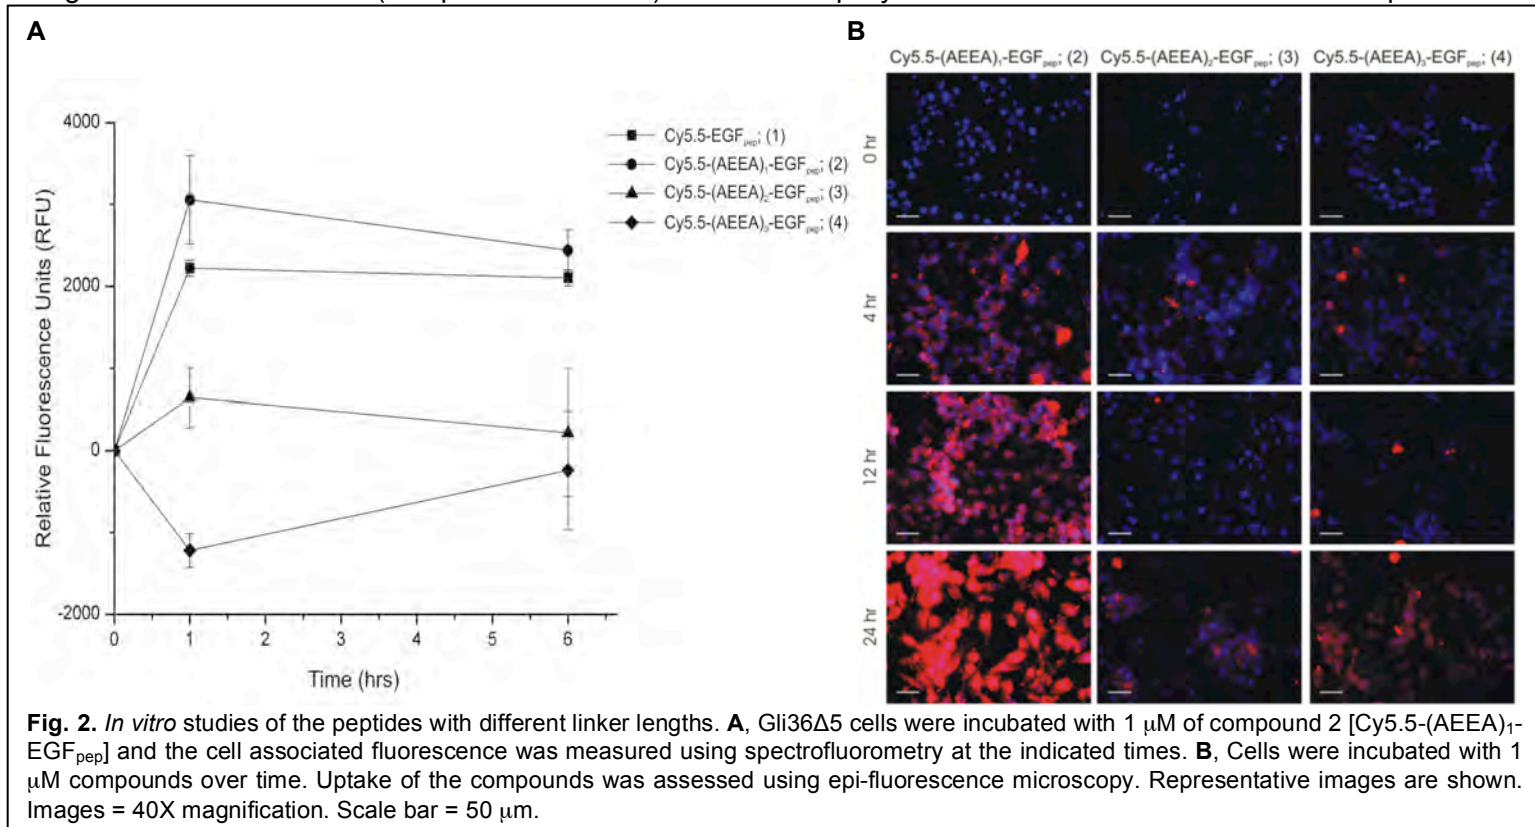 A
B
Cy5.5-(AEEA)₁-EGFpep; (2) Cy5.5-(AEEA)₂-EGFpep; (3) Cy5.5-(AEEA)₃-EGFpep; (4)
4000
2000
0
-2000
Relative Fluorescence Units (RFU)
Cy5.5-EGFpep; (1)
Cy5.5-(AEEA)₁-EGFpep; (2)
Cy5.5-(AEEA)₂-EGFpep; (3)
Cy5.5-(AEEA)₃-EGFpep; (4)
0 1 2 3 4 5 6
Time (hrs)
0 hr
4 hr
12 hr
24 hr
Fig. 2. In vitro studies of the peptides with different linker lengths. A, Gli36Δ5 cells were incubated with 1 μM of compound 2 [Cy5.5-(AEEA)₁-
EGFpep] and the cell associated fluorescence was measured using spectrofluorometry at the indicated times. B, Cells were incubated with 1
μM compounds over time. Uptake of the compounds was assessed using epi-fluorescence microscopy. Representative images are shown.
Images = 40X magnification. Scale bar = 50 μm.